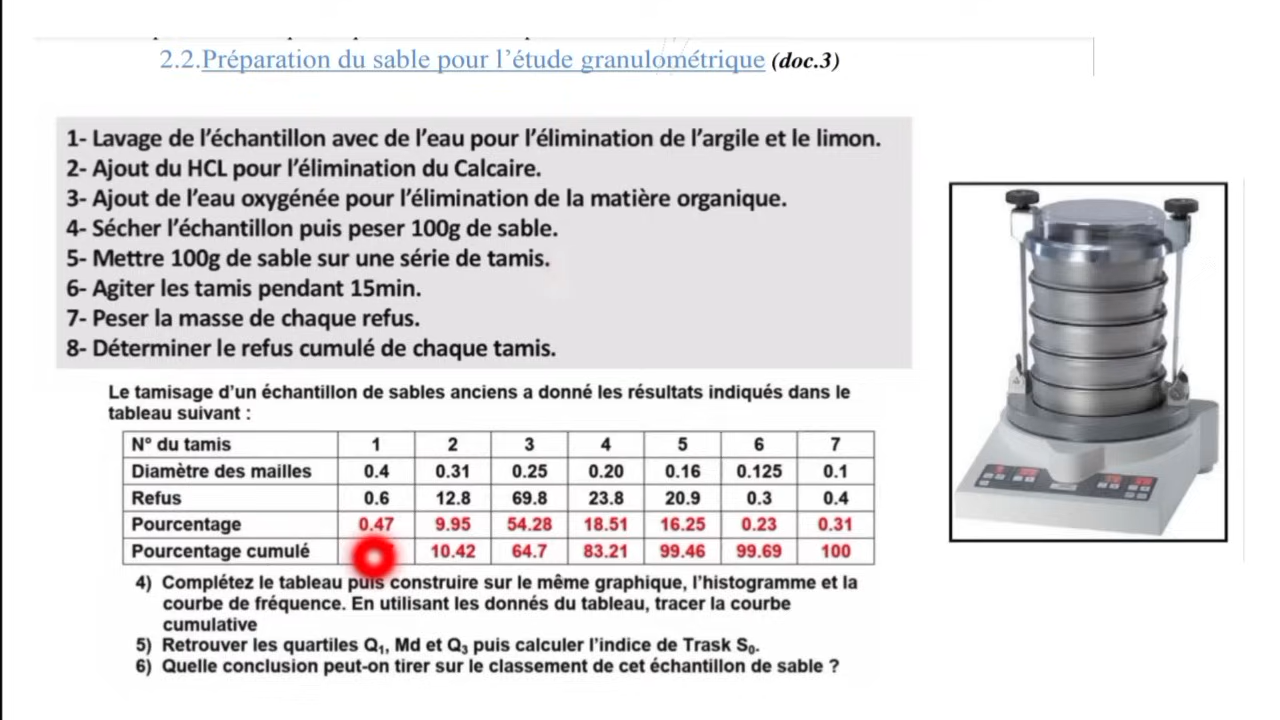 2.2.Préparation du sable pour l'étude granulométrique (doc.3)
1- Lavage de l'échantillon avec de l'eau pour l'élimination de l'argile et le limon.
2- Ajout du HCL pour l'élimination du Calcaire.
3- Ajout de l'eau oxygénée pour l'élimination de la matière organique.
4- Sécher l'échantillon puis peser 100g de sable.
5- Mettre 100g de sable sur une série de tamis.
6- Agiter les tamis pendant 15min.
7- Peser la masse de chaque refus.
8- Déterminer le refus cumulé de chaque tamis.
Le tamisage d'un échantillon de sables anciens a donné les résultats indiqués dans le
tableau suivant :
N° du tamis 1 2 3 4 5 6 7
Diamètre des mailles 0.4 0.31 0.25 0.20 0.16 0.125 0.1
Refus 0.6 12.8 69.8 23.8 20.9 0.3 0.4
Pourcentage 0.47 9.95 54.28 18.51 16.25 0.23 0.31
Pourcentage cumulé 10.42 64.7 83.21 99.46 99.69 100
4) Complétez le tableau puis construire sur le même graphique, l'histogramme et la
courbe de fréquence. En utilisant les donnés du tableau, tracer la courbe
cumulative
5) Retrouver les quartiles Q₁, Md et Q₃ puis calculer l'indice de Trask S₀.
6) Quelle conclusion peut-on tirer sur le classement de cet échantillon de sable ?